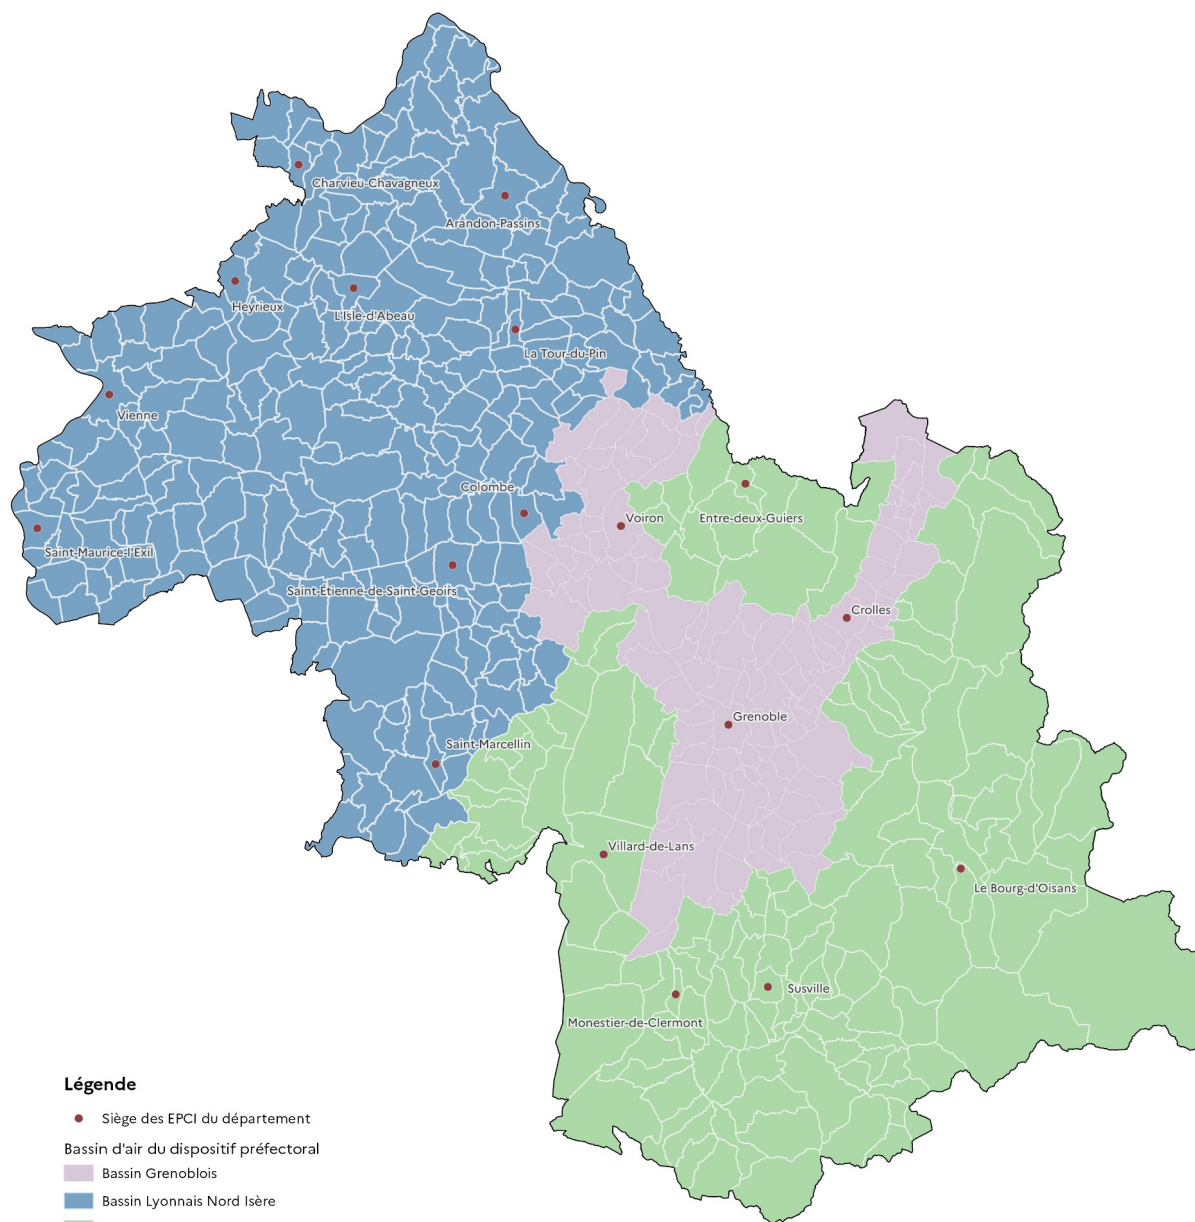 Charvieu-Chavagneux
Arandon-Passins
Heyrieux
L'Isle-d'Abeau
La Tour-du-Pin
Vienne
Colombe
Entre-deux-Guiers
Voiron
Saint-Maurice-l'Exil
Saint-Étienne-de-Saint-Geoirs
Crolles
Grenoble
Saint-Marcellin
Villard-de-Lans
Le Bourg-d'Oisans
Susville
Monestier-de-Clermont
Légende
Siège des EPCI du département
Bassin d'air du dispositif préfectoral
Bassin Grenoblois
Bassin Lyonnais Nord Isère